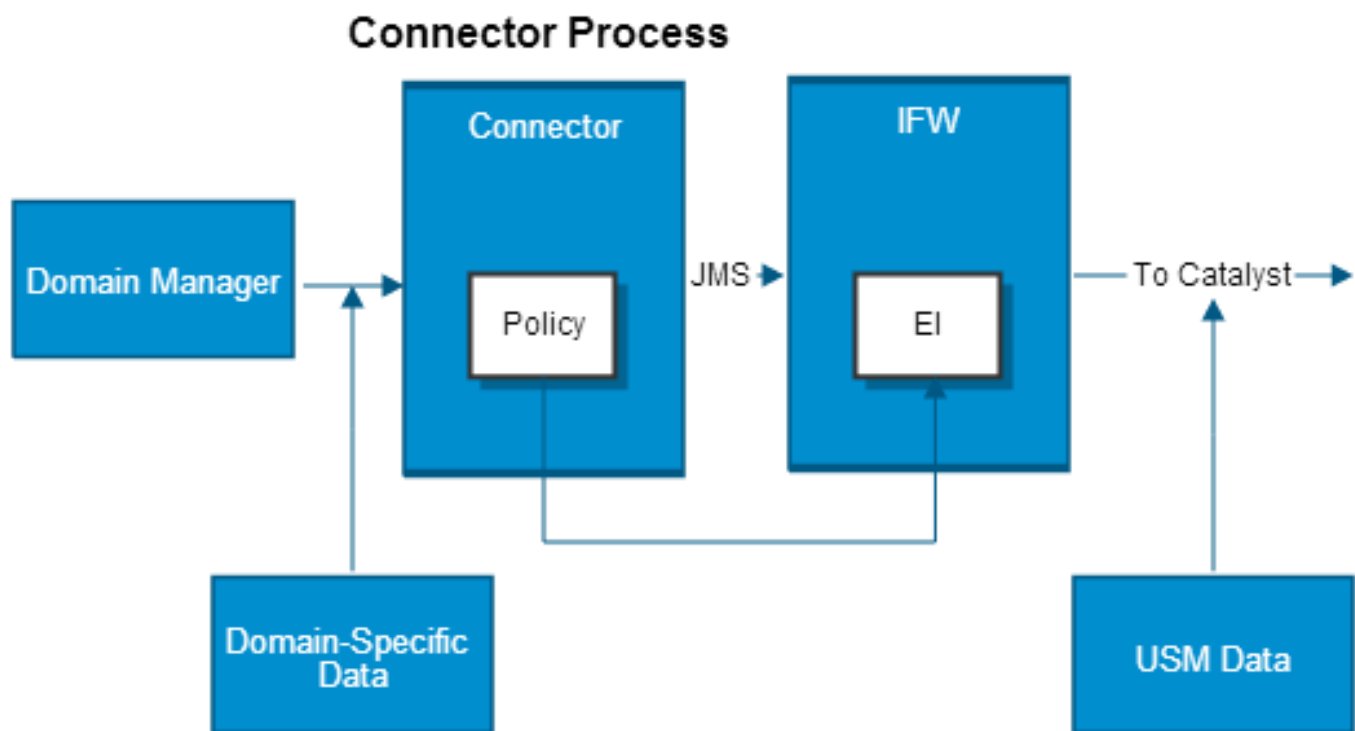 Connector Process
Connector
IFW
Domain Manager
JMS
To Catalyst
Policy
EI
Domain-Specific
Data
USM Data